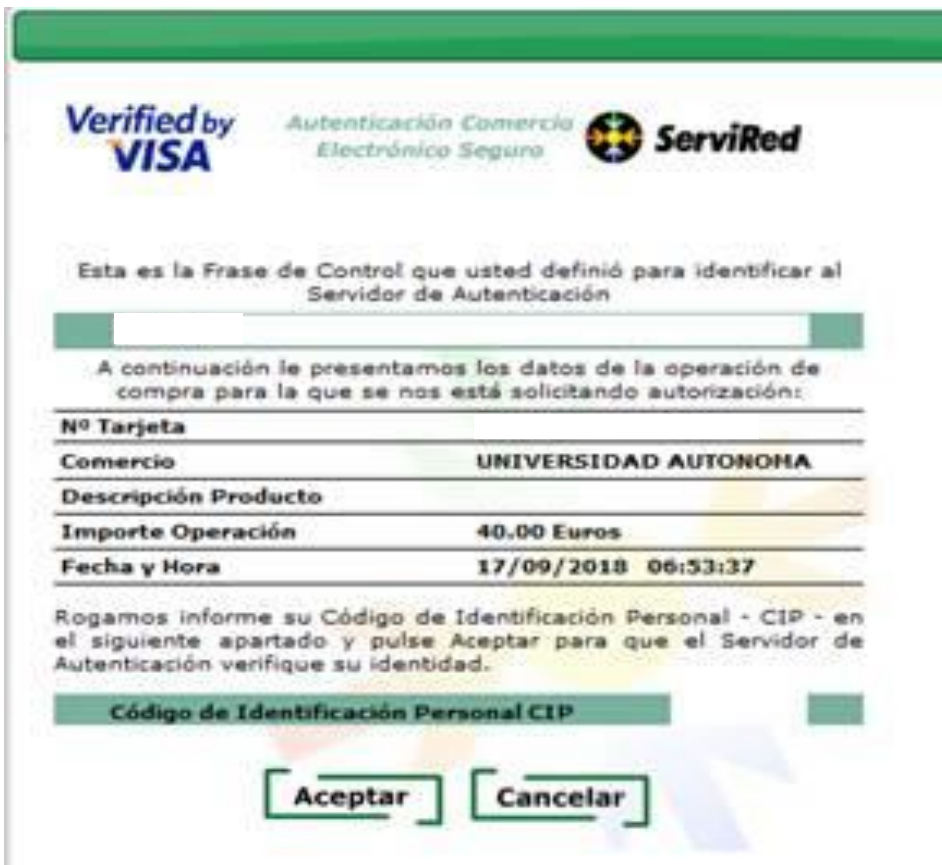 Verified by
VISA
Autenticación Comercio
Electrónico Seguro
ServiRed
Esta es la Frase de Control que usted definió para identificar al
Servidor de Autenticación
A continuación le presentamos los datos de la operación de
compra para la que se nos está solicitando autorización:
Nº Tarjeta
Comercio UNIVERSIDAD AUTONOMA
Descripción Producto
Importe Operación 40.00 Euros
Fecha y Hora 17/09/2018 06:53:37
Rogamos informe su Código de Identificación Personal - CIP - en
el siguiente apartado y pulse Aceptar para que el Servidor de
Autenticación verifique su identidad.
Código de Identificación Personal CIP
Aceptar Cancelar